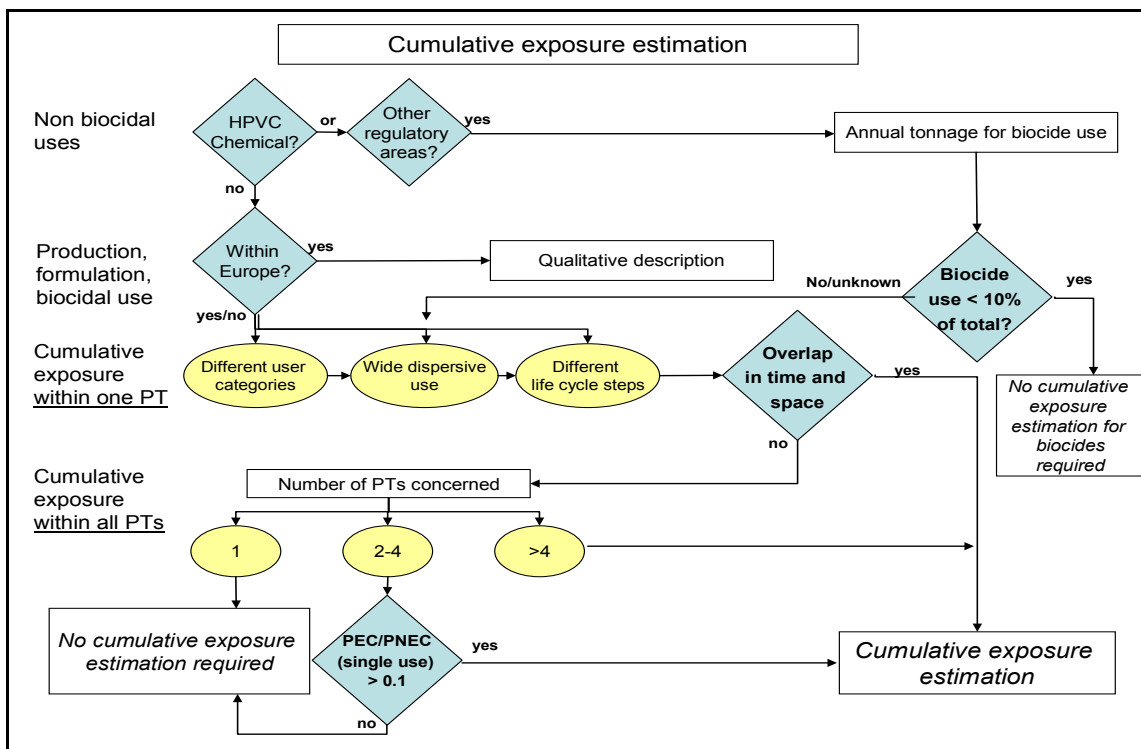 Cumulative exposure estimation
Non biocidal
uses
HPVC
Chemical?
or
Other
regulatory
areas?
yes
Annual tonnage for biocide use
no
Production,
formulation,
biocidal use
Within
Europe?
yes
Qualitative description
No/unknown
Biocide
use < 10%
of total?
yes
yes/no
Cumulative
exposure
within one PT
Different user
categories
Wide dispersive
use
Different
life cycle steps
Overlap
in time and
space
yes
no
No cumulative
exposure
estimation for
biocides
required
Cumulative
exposure
within all PTs
Number of PTs concerned
1
2-4
>4
No cumulative exposure
estimation required
PEC/PNEC
(single use)
> 0.1
yes
no
Cumulative exposure
estimation